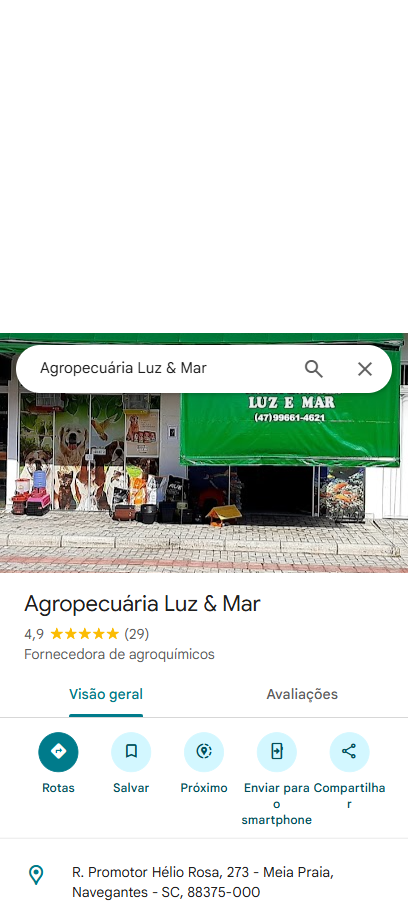 Agropecuária Luz & Mar
LUZ E MAR
(47)99661-4621
Agropecuária Luz & Mar
4,9 ★★★★★ (29)
Fornecedora de agroquímicos
Visão geral
Avaliações
Rotas
Salvar
Próximo
Enviar para
o
smartphone
Compartilha
r
R. Promotor Hélio Rosa, 273 - Meia Praia,
Navegantes - SC, 88375-000